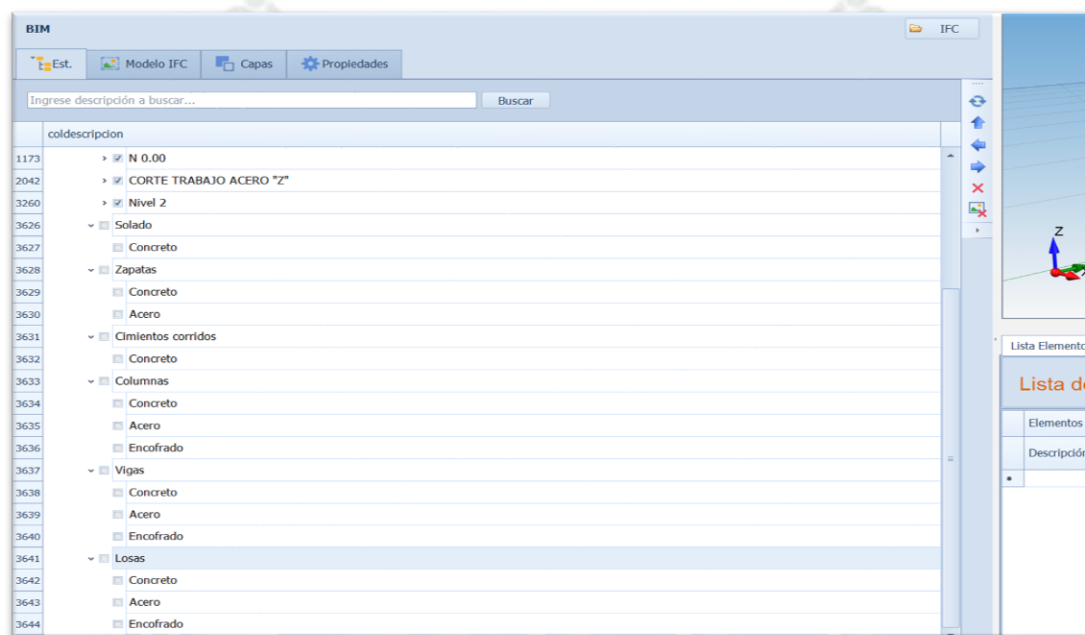 BIM
IFC
Est. Modelo IFC Capas Propiedades
Ingrese descripción a buscar... Buscar
coldescripcion
1173 N 0.00
2042 CORTE TRABAJO ACERO "Z"
3260 Nivel 2
3626 Solado
3627 Concreto
3628 Zapatas
3629 Concreto
3630 Acero
3631 Cimientos corridos
3632 Concreto
3633 Columnas
3634 Concreto
3635 Acero
3636 Encofrado
3637 Vigas
3638 Concreto
3639 Acero
3640 Encofrado
3641 Losas
3642 Concreto
3643 Acero
3644 Encofrado
Z
Lista Elemento
Lista d
Elementos
Descripción